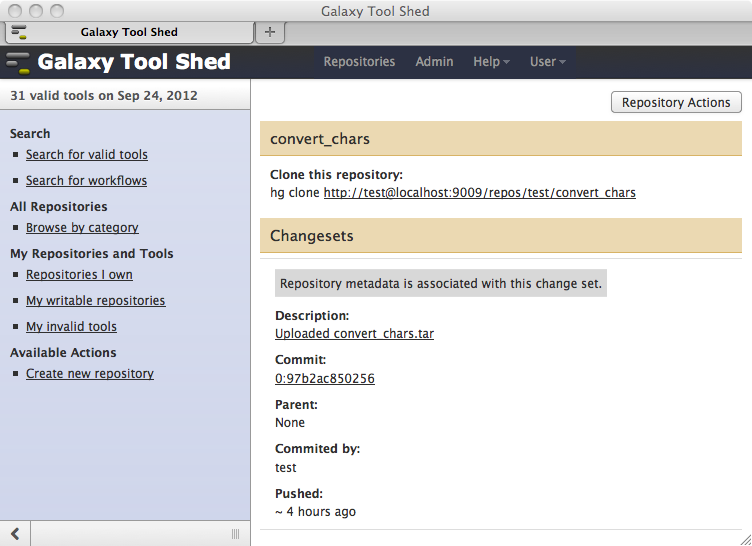 Galaxy Tool Shed
Galaxy Tool Shed
Galaxy Tool Shed Repositories Admin Help User
31 valid tools on Sep 24, 2012
Search
Search for valid tools
Search for workflows
All Repositories
Browse by category
My Repositories and Tools
Repositories I own
My writable repositories
My invalid tools
Available Actions
Create new repository
Repository Actions
convert_chars
Clone this repository:
hg clone http://test@localhost:9009/repos/test/convert_chars
Changesets
Repository metadata is associated with this change set.
Description:
Uploaded convert_chars.tar
Commit:
0:97b2ac850256
Parent:
None
Commited by:
test
Pushed:
~ 4 hours ago